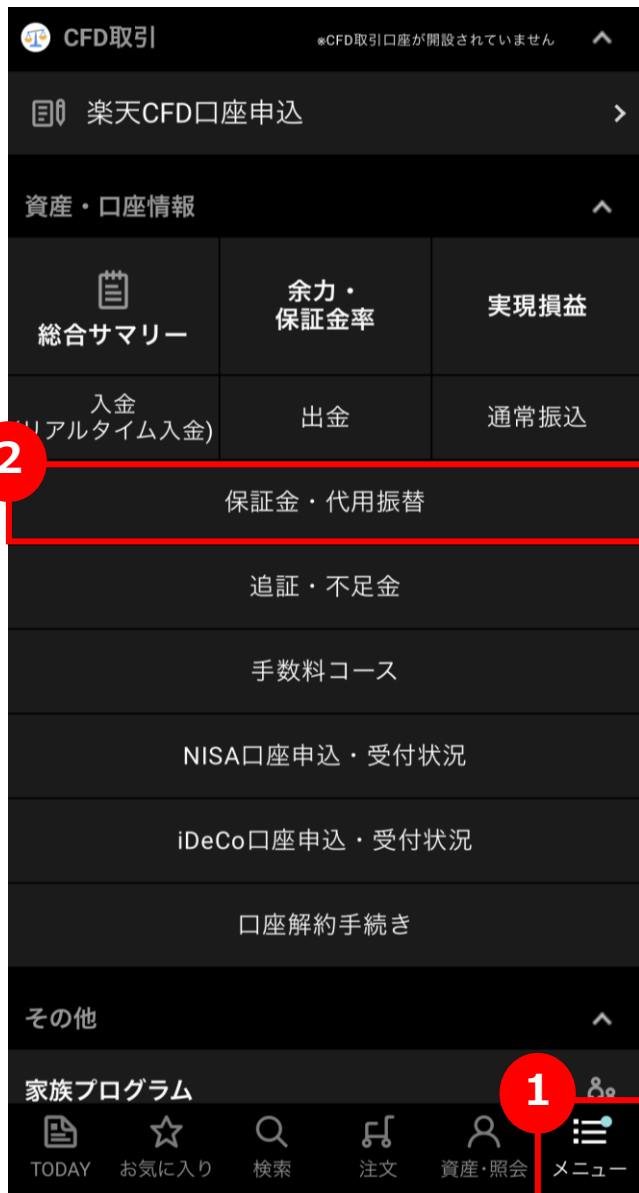 CFD取引
※CFD取引口座が開設されていません
楽天CFD口座申込
資産・口座情報
総合サマリー
余力・
保証金率
実現損益
入金
(リアルタイム入金)
出金
通常振込
2
保証金・代用振替
追証・不足金
手数料コース
NISA口座申込・受付状況
iDeCo口座申込・受付状況
口座解約手続き
その他
家族プログラム
1
TODAY
お気に入り
検索
注文
資産・照会
メニュー